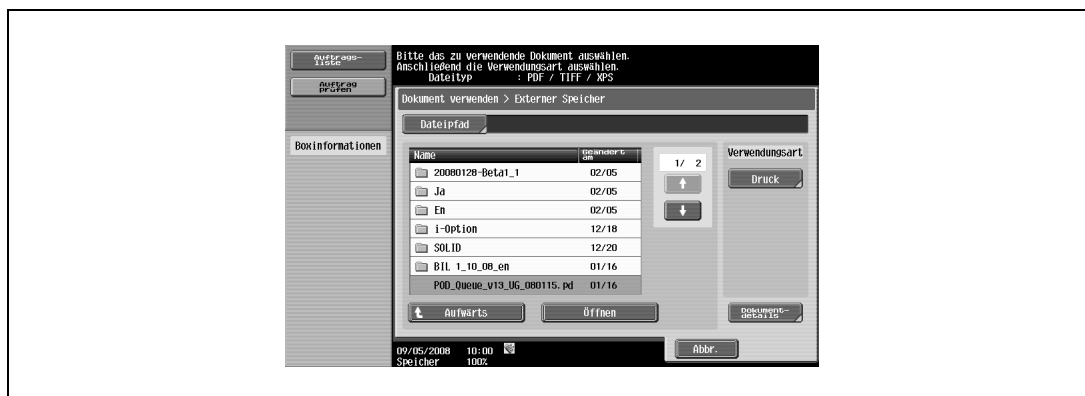 Auftrags-
liste
Auftrag
prüfen
Boxinformationen
Bitte das zu verwendende Dokument auswählen.
Anschließend die Verwendungsart auswählen.
Dateityp : PDF / TIFF / XPS
Dokument verwenden > Externer Speicher
Dateipfad
Name Geändert am
20080128-Beta1_1 02/05
Ja 02/05
En 02/05
i-Option 12/18
SOLID 12/20
BIL 1_10_08_en 01/16
POD_Queue_v13_UG_080115.pd 01/16
1/ 2
Aufwärts
Öffnen
Verwendungsart
Druck
Dokument-
details
Abbr.
09/05/2008 10:00
Speicher 100%